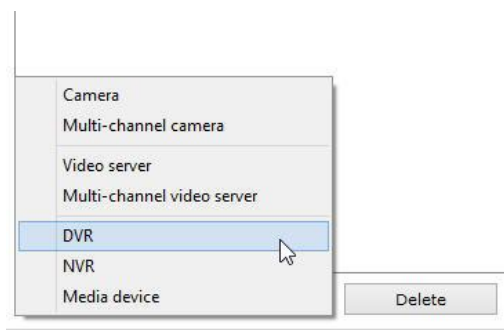 Camera
Multi-channel camera
Video server
Multi-channel video server
DVR
NVR
Media device
Delete